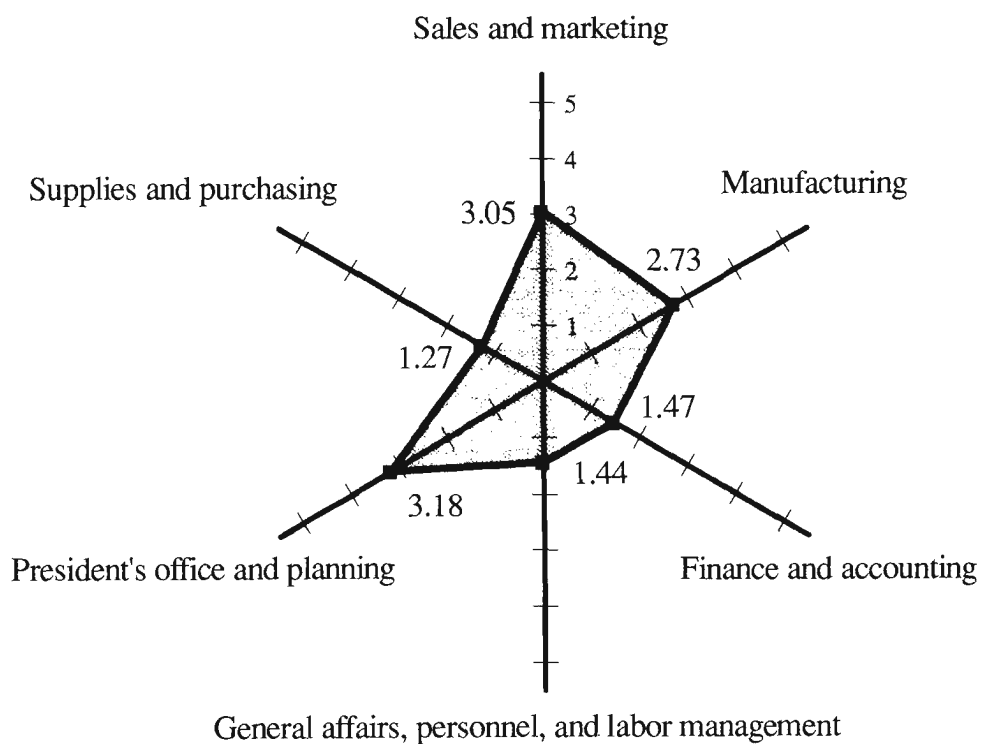 Sales and marketing
5
4
Supplies and purchasing
Manufacturing
3.05
3
2.73
2
1
1.27
1.47
1.44
3.18
President's office and planning
Finance and accounting
General affairs, personnel, and labor management